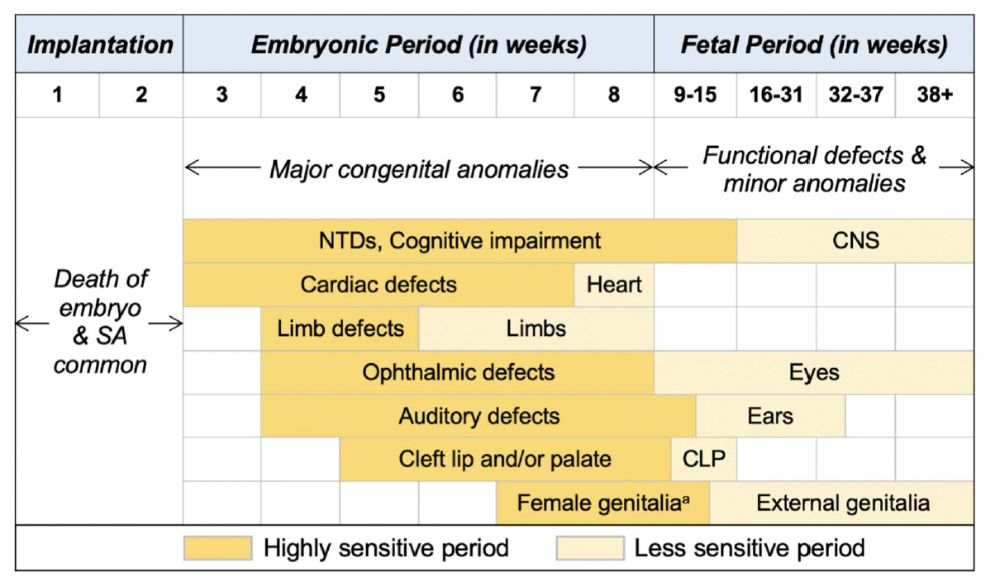 Implantation Embryonic Period (in weeks) Fetal Period (in weeks)
1 2 3 4 5 6 7 8 9-15 16-31 32-37 38+
Major congenital anomalies
Functional defects &
minor anomalies
Death of
embryo
& SA
common
NTDs, Cognitive impairment CNS
Cardiac defects Heart
Limb defects Limbs
Ophthalmic defects Eyes
Auditory defects Ears
Cleft lip and/or palate CLP
Female genitaliaª External genitalia
Highly sensitive period Less sensitive period